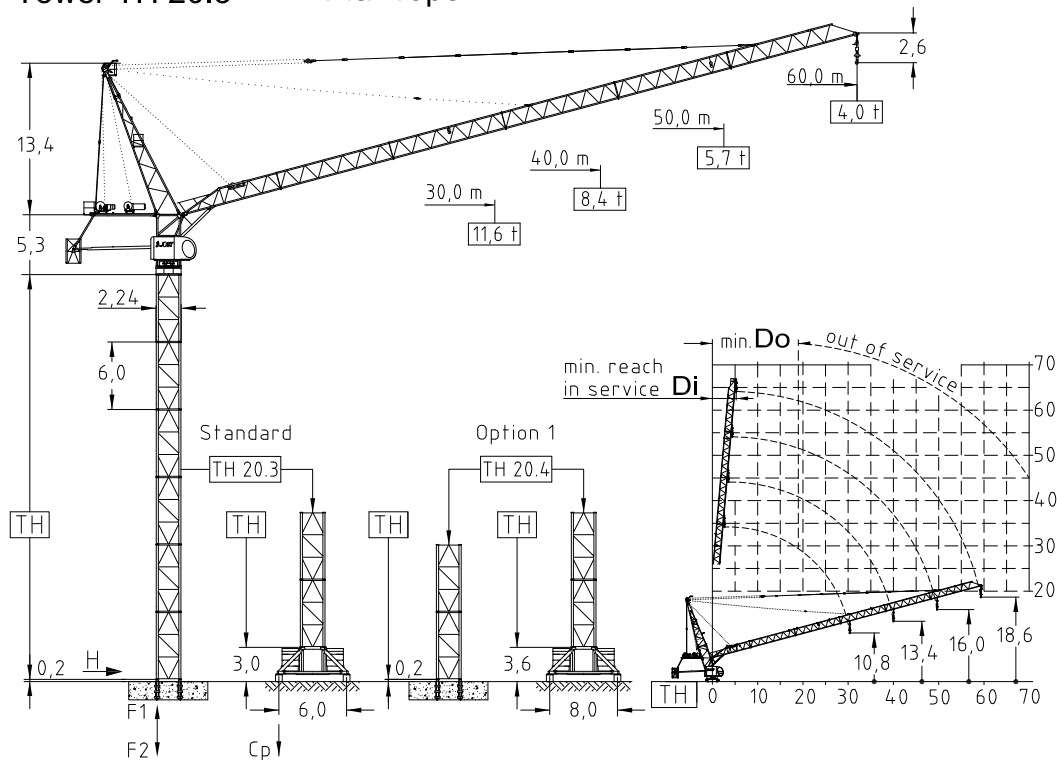 2,6
60,0 m
4,0 t
50,0 m
5,7 t
13,4
40,0 m
8,4 t
30,0 m
11,6 t
5,3
JOST
2,24
min. Do
out of service
70
6,0
min. reach
in service Di
60
Standard
Option 1
50
TH 20.3
TH 20.4
40
TH
TH
TH
TH
30
20
0,2
H
3,0
0,2
3,6
10,8
13,4
16,0
18,6
TH
0 10 20 30 40 50 60 70
F1
6,0
8,0
F2
Cp